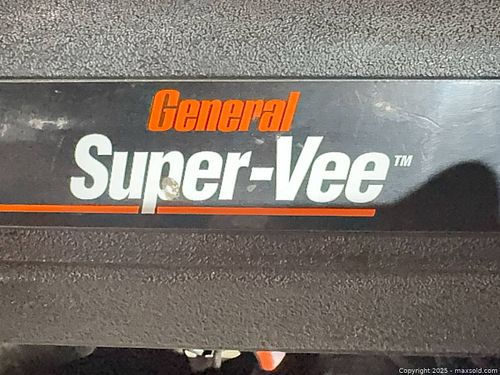 General
Super-Vee™
Copyright © 2025 - maxsold.com